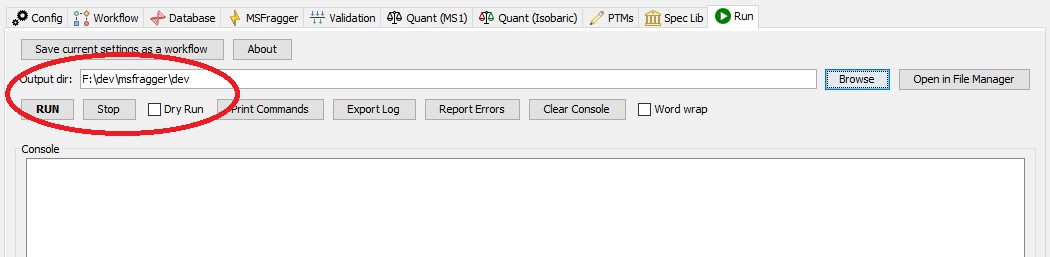 Config Workflow Database MSFragger Validation Quant (MS1) Quant (Isobaric) PTMs Spec Lib Run
Save current settings as a workflow About
Output dir: F:\dev\msfragger\dev Browse Open in File Manager
RUN Stop Dry Run Print Commands Export Log Report Errors Clear Console Word wrap
Console